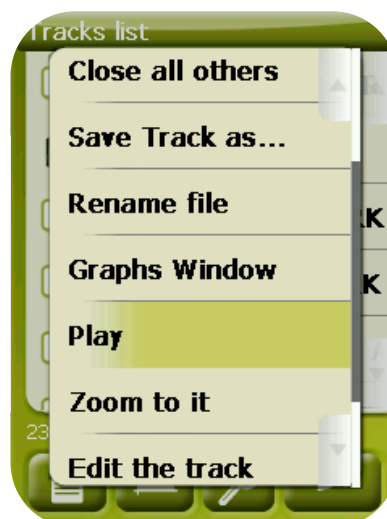 Tracks list
Close all others
Save Track as...
Rename file
K
Graphs Window
K
Play
Zoom to it
23
Edit the track